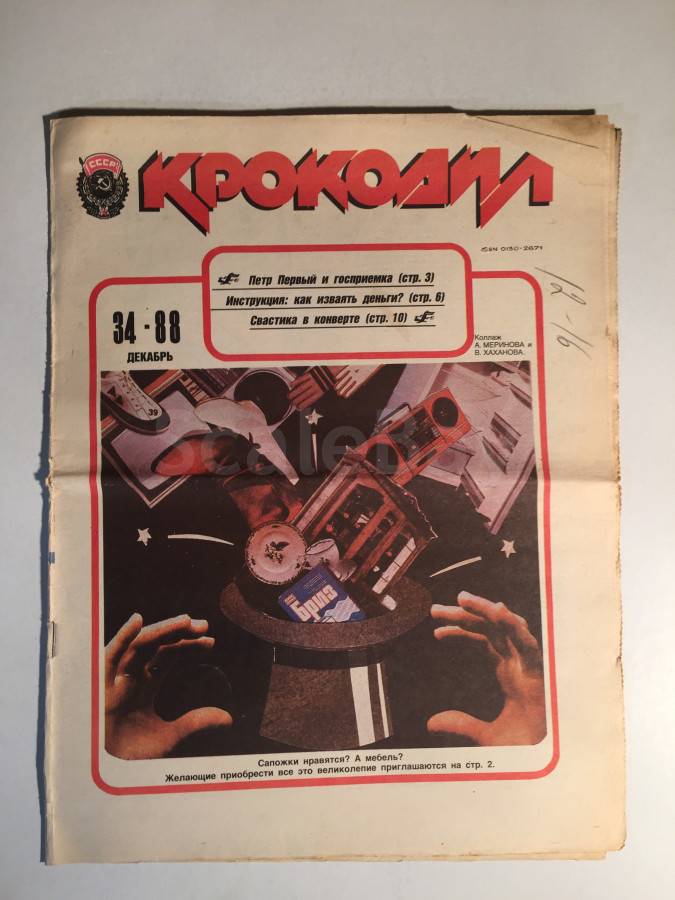 СССР
КРОКОДИЛ
ISSN 0130-2671
Петр Первый и госприемка (стр. 3)
Инструкция: как изваять деньги? (стр. 6)
Свастика в конверте (стр. 10)
34-88
ДЕКАБРЬ
Коллаж
А. МЕРИНОВА и
В. ХАХАНОВА.
12-16
39
Бриз
Сапожки нравятся? А мебель?
Желающие приобрести все это великолепие приглашаются на стр. 2.